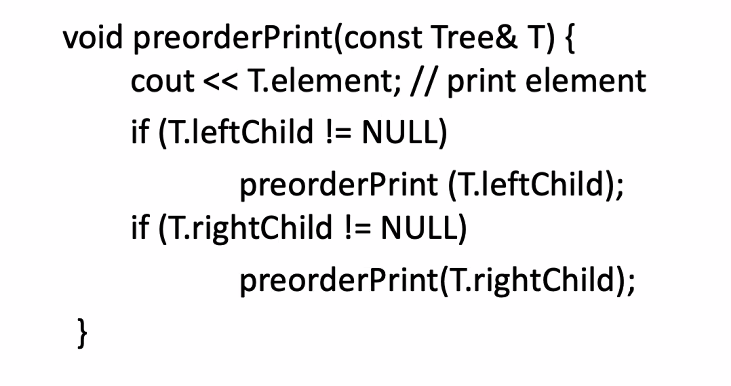 void preorderPrint(const Tree& T) {
cout << T.element; // print element
if (T.leftChild != NULL)
preorderPrint (T.leftChild);
if (T.rightChild != NULL)
preorderPrint(T.rightChild);
}